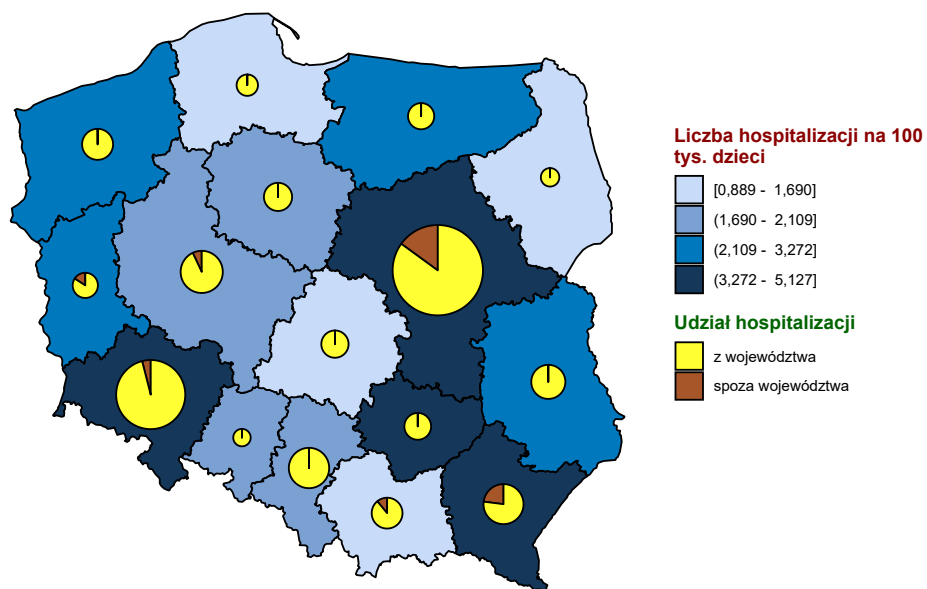 Liczba hospitalizacji na 100
tys. dzieci
[0,889 - 1,690]
(1,690 - 2,109]
(2,109 - 3,272]
(3,272 - 5,127]
Udział hospitalizacji
z województwa
spoza województwa